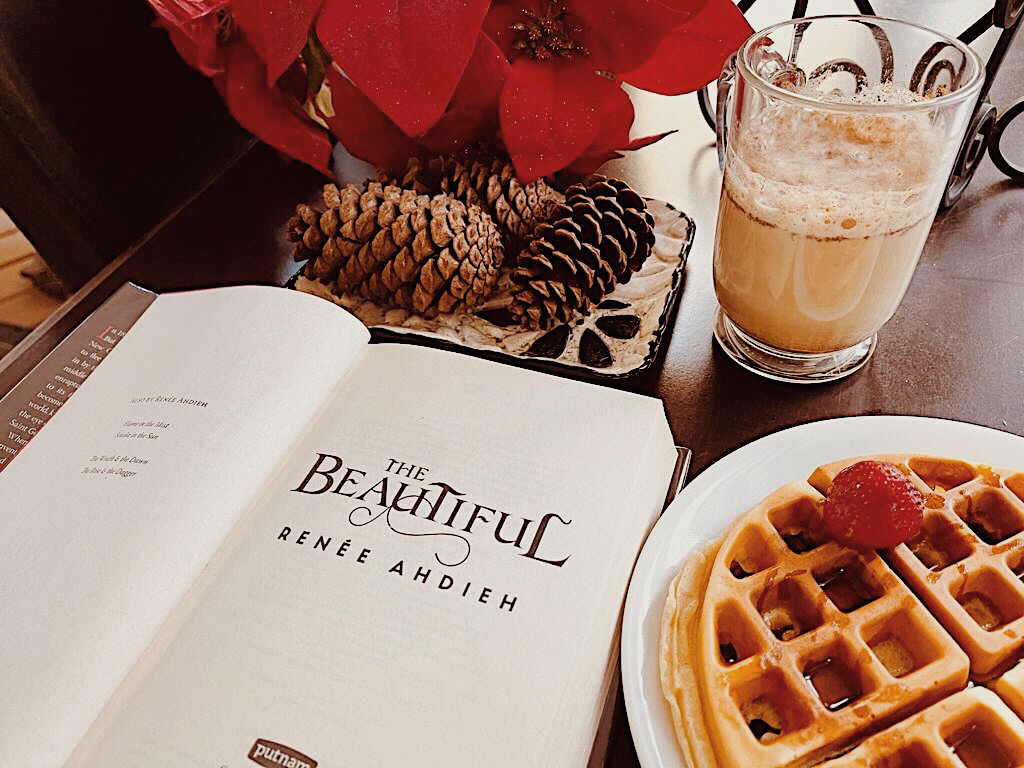 ALSO BY RENÉE AHDIEH
Flame in the Mist
Smoke in the Sun
The Wrath & the Dawn
The Rose & the Dagger
THE
BEAUTIFUL
RENÉE AHDIEH
putnam